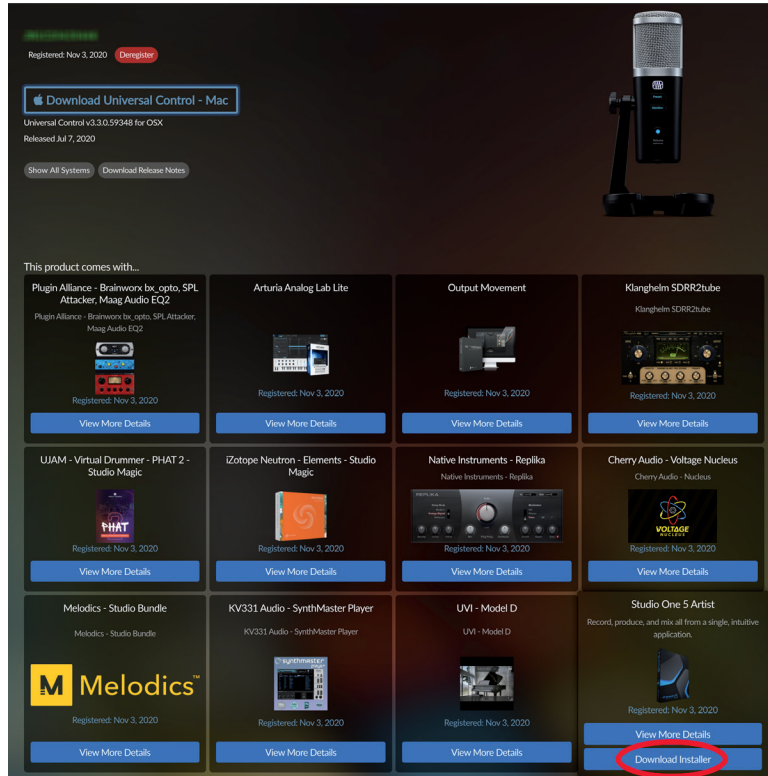 Registered: Nov 3, 2020 Deregister
Download Universal Control - Mac
Universal Control v3.3.0.59348 for OSX
Released Jul 7, 2020
Show All Systems Download Release Notes
This product comes with...
Plugin Alliance - Brainworx bx_opto, SPL
Attacker, Maag Audio EQ2
Plugin Alliance - Brainworx bx_opto, SPL Attacker,
Maag Audio EQ2
Registered: Nov 3, 2020
View More Details
Arturia Analog Lab Lite
Registered: Nov 3, 2020
View More Details
Output Movement
Registered: Nov 3, 2020
View More Details
Klanghelm SDRR2tube
Klanghelm SDRR2tube
Registered: Nov 3, 2020
View More Details
UJAM - Virtual Drummer - PHAT 2 -
Studio Magic
PHAT
Registered: Nov 3, 2020
View More Details
iZotope Neutron - Elements - Studio
Magic
Registered: Nov 3, 2020
View More Details
Native Instruments - Replika
Native Instruments - Replika
REPLIKA
Registered: Nov 3, 2020
View More Details
Cherry Audio - Voltage Nucleus
Cherry Audio - Nucleus
VOLTAGE
NUCLEUS
Registered: Nov 3, 2020
View More Details
Melodics - Studio Bundle
Melodics - Studio Bundle
M Melodics™
Registered: Nov 3, 2020
View More Details
KV331 Audio - SynthMaster Player
KV331 Audio - SynthMaster Player
synthmaster
player
Registered: Nov 3, 2020
View More Details
UVI - Model D
UVI - Model D
Registered: Nov 3, 2020
View More Details
Studio One 5 Artist
Record, produce, and mix all from a single, intuitive
application.
Registered: Nov 3, 2020
View More Details
Download Installer